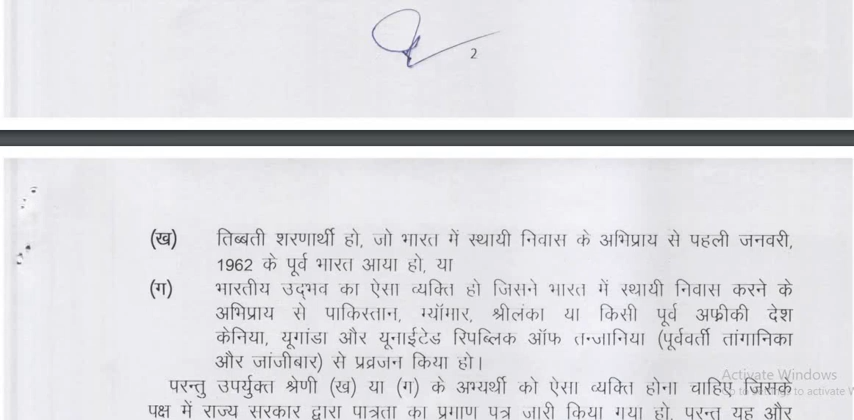 2
(ख) तिब्बती शरणार्थी हो, जो भारत में स्थायी निवास के अभिप्राय से पहली जनवरी,
1962 के पूर्व भारत आया हो, या
(ग) भारतीय उद्भव का ऐसा व्यक्ति हो जिसने भारत में स्थायी निवास करने के
अभिप्राय से पाकिस्तान, म्यॉमार, श्रीलंका या किसी पूर्व अफ्रीकी देश
केनिया, यूगांडा और यूनाईटेड रिपब्लिक ऑफ तन्जानिया (पूर्ववर्ती तांगानिका
और जांजीबार) से प्रव्रजन किया हो।
Activate Windows
परन्तु उपर्युक्त श्रेणी (ख) या (ग) के अभ्यर्थी को ऐसा व्यक्ति होना चाहिए जिसके
to activate W
पक्ष में राज्य सरकार द्वारा पात्रता का प्रमाण पत्र जारी किया गया हो, परन्तु यह और